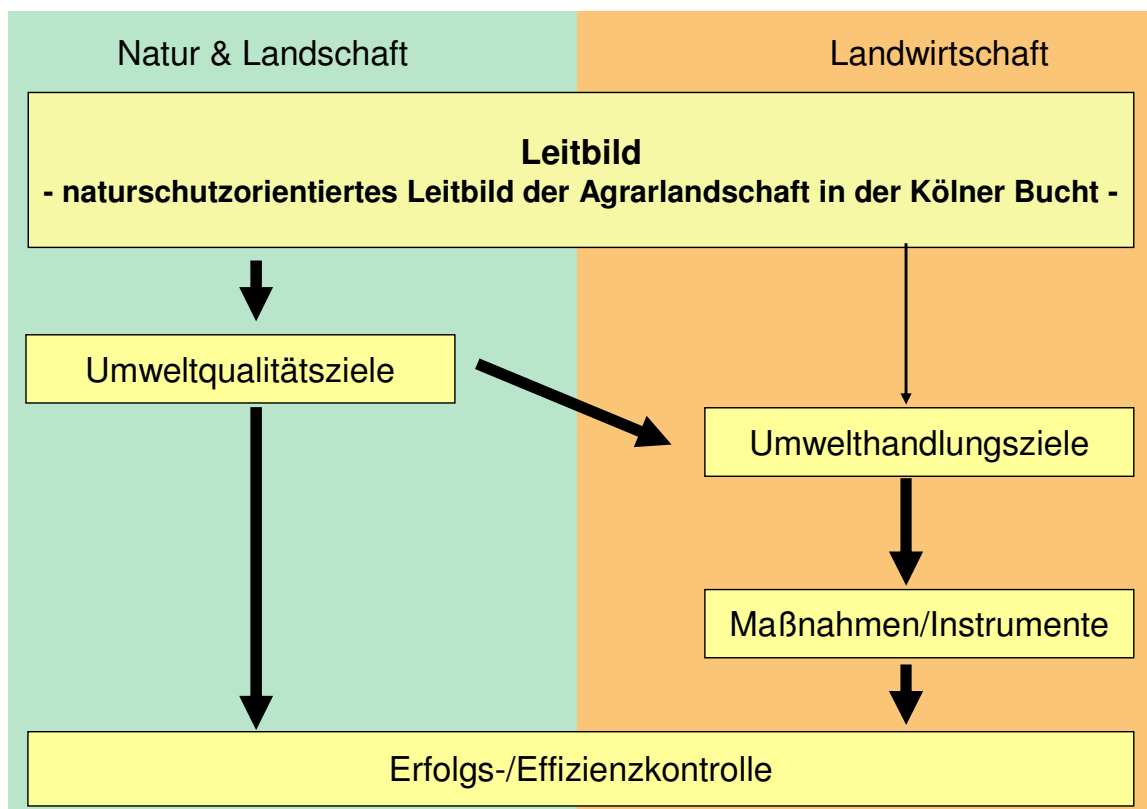 Natur & Landschaft
Landwirtschaft
Leitbild
- naturschutzorientiertes Leitbild der Agrarlandschaft in der Kölner Bucht -
Umweltqualitätsziele
Umwelthandlungsziele
Maßnahmen/Instrumente
Erfolgs-/Effizienzkontrolle